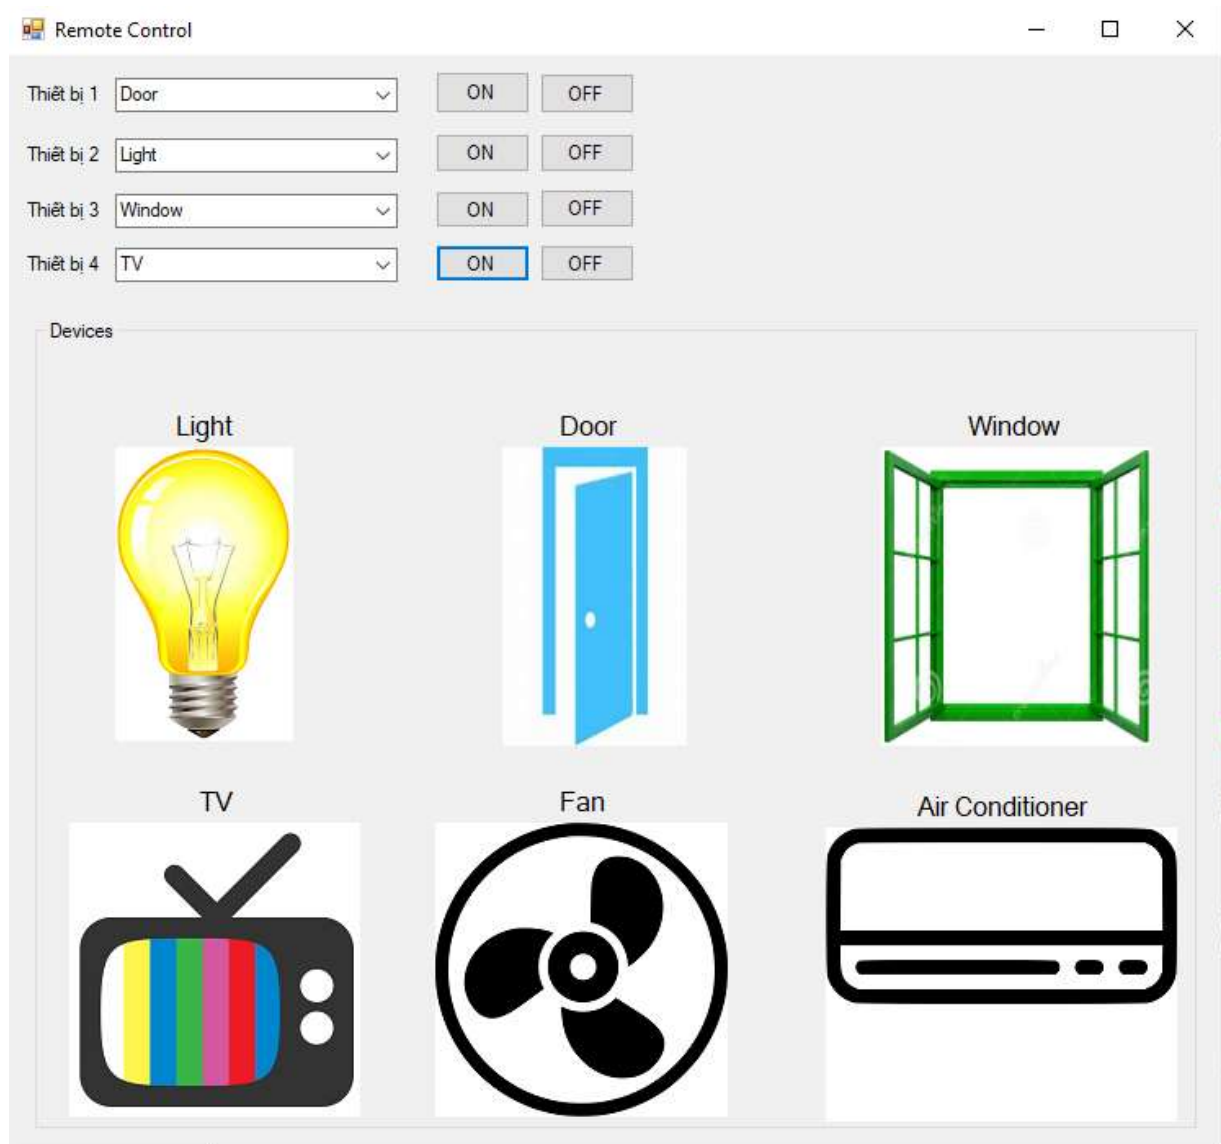 Remote Control
Thiết bị 1 Door ON OFF
Thiết bị 2 Light ON OFF
Thiết bị 3 Window ON OFF
Thiết bị 4 TV ON OFF
Devices
Light Door Window
TV Fan Air Conditioner